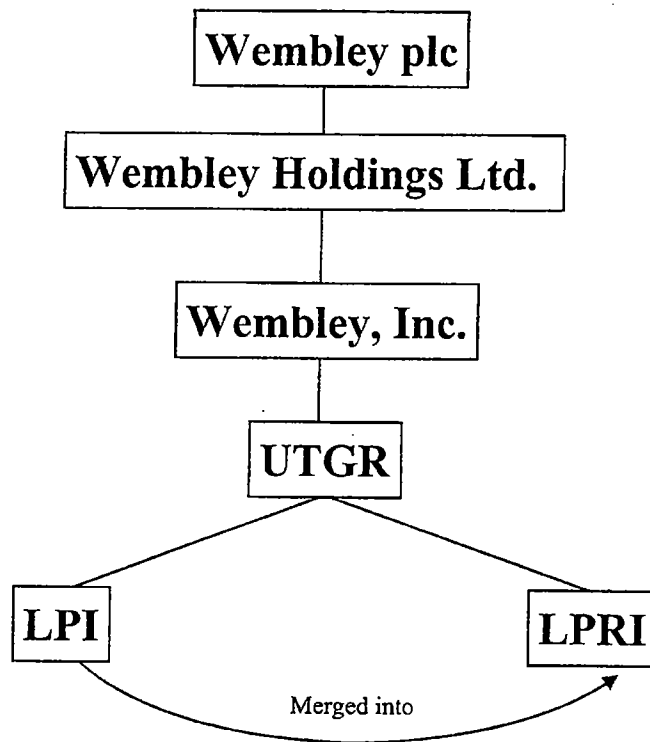 Wembley plc
Wembley Holdings Ltd.
Wembley, Inc.
UTGR
LPI
LPRI
Merged into